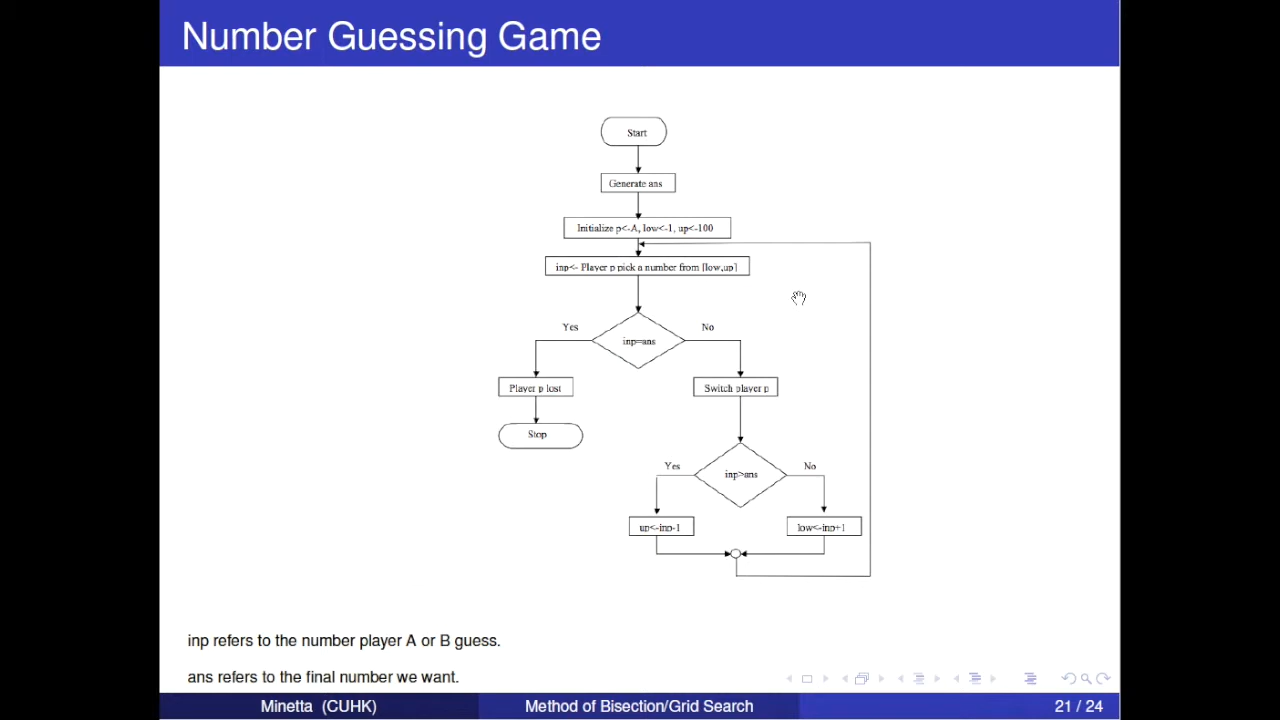 Number Guessing Game
Start
Generate ans
Initialize p<-A, low<-1, up<-100
inp<- Player p pick a number from [low,up]
Yes
No
inp=ans
Player p lost
Switch player p
Stop
Yes
No
inp>ans
up<-inp-1
low<-inp+1
inp refers to the number player A or B guess.
ans refers to the final number we want.
Minetta (CUHK)
Method of Bisection/Grid Search
21 / 24